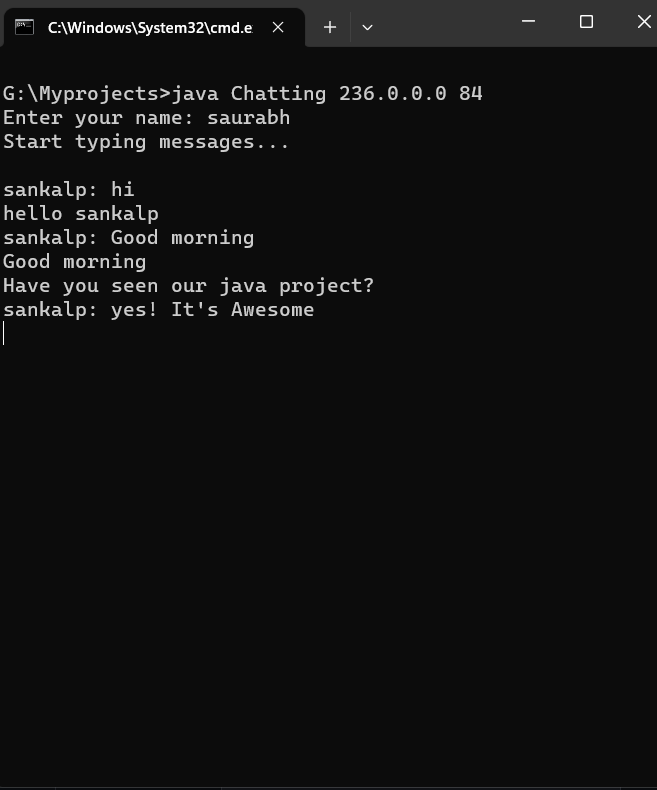 C:\Windows\System32\cmd.e
G:\Myprojects>java Chatting 236.0.0.0 84
Enter your name: saurabh
Start typing messages...
sankalp: hi
hello sankalp
sankalp: Good morning
Good morning
Have you seen our java project?
sankalp: yes! It's Awesome